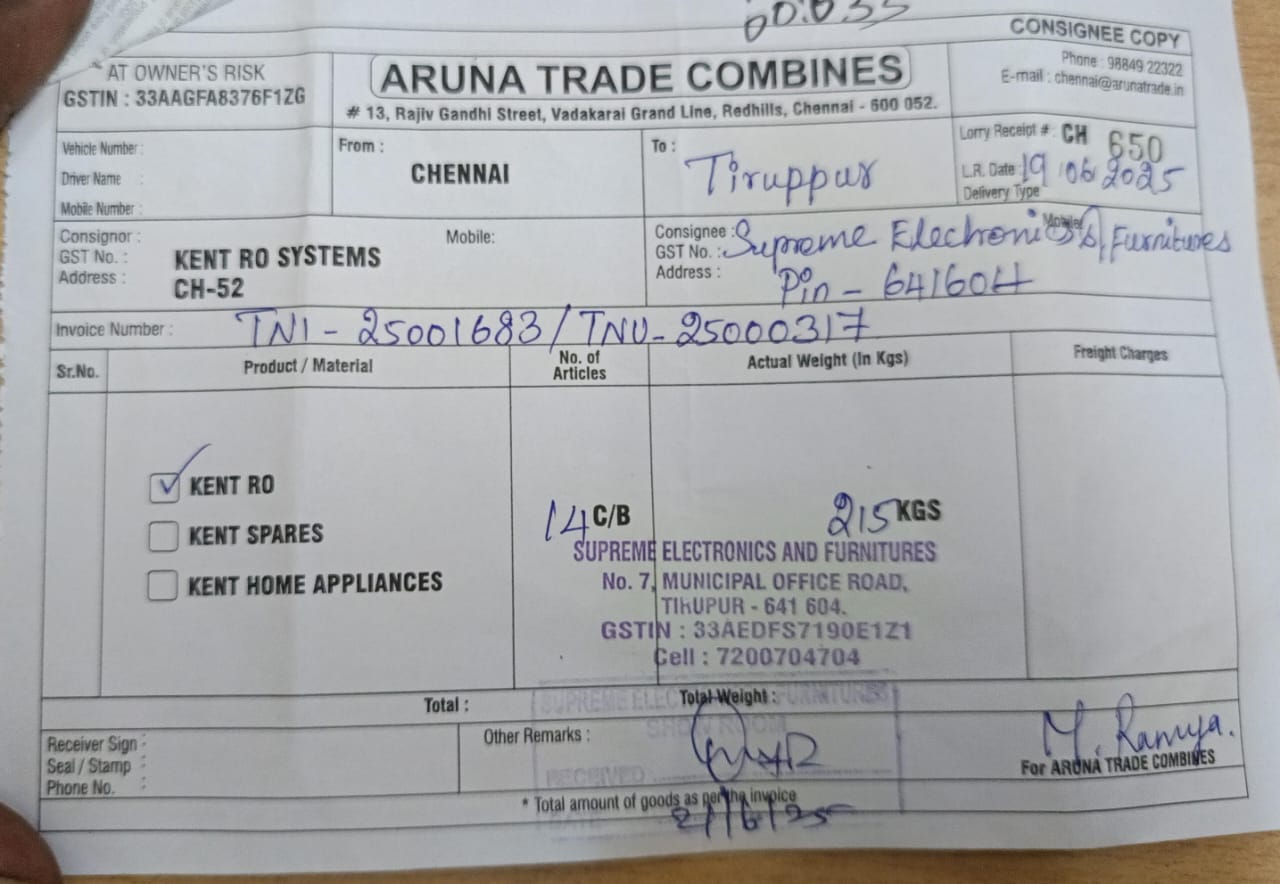 CONSIGNEE COPY
AT OWNER'S RISK
GSTIN : 33AAGFA8376F1ZG
ARUNA TRADE COMBINES
# 13, Rajiv Gandhi Street, Vadakarai Grand Line, Redhills, Chennai - 600 052.
Phone : 98849 22322
E-mail : chennai@arunatrade.in
Vehicle Number :
Driver Name :
Mobile Number :
From :
CHENNAI
To :
Tiruppur
Lorry Receipt # : CH 650
L.R. Date : 19/06/2025
Delivery Type
Consignor :
GST No. :
Address :
Mobile:
KENT RO SYSTEMS
CH-52
Consignee :
GST No. :
Address :
Mobile:
Supreme Electronics & Furnitures
Pin - 641604
Invoice Number : TNI - 25001683 / TNU - 25000317
Sr.No. Product / Material No. of Articles Actual Weight (In Kgs) Freight Charges
KENT RO
KENT SPARES
KENT HOME APPLIANCES
14 C/B
215 KGS
SUPREME ELECTRONICS AND FURNITURES
No. 7, MUNICIPAL OFFICE ROAD,
TIRUPUR - 641 604.
GSTIN : 33AEDFS7190E1Z1
Cell : 7200704704
Total :
Total Weight :
SUPREME ELECTRONICS FURNITURES
SHOW ROOM
RECEIVED
Receiver Sign :
Seal / Stamp :
Phone No. :
Other Remarks :
M. Ramya.
For ARUNA TRADE COMBINES
* Total amount of goods as per the invoice